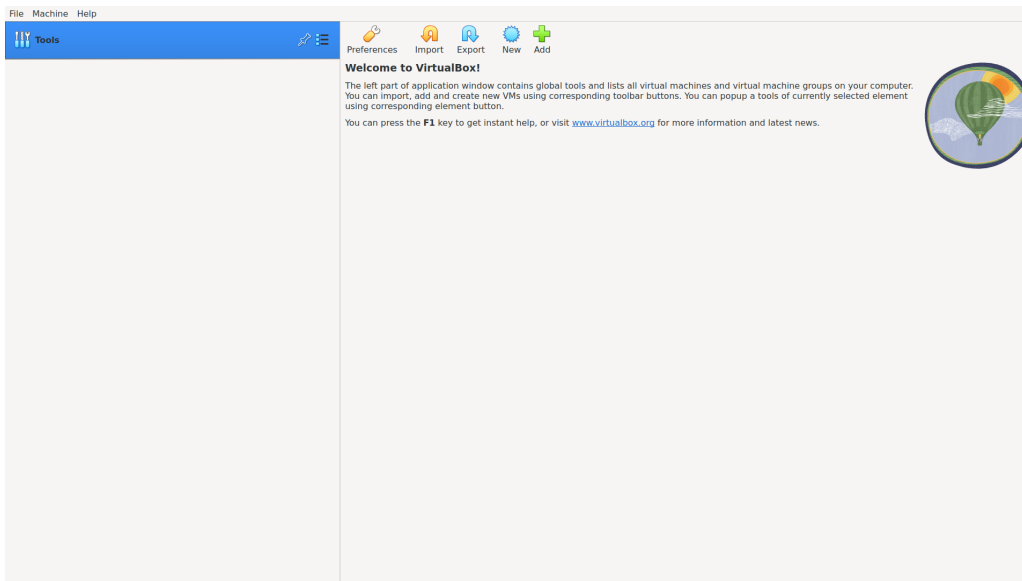 File Machine Help
Tools
Preferences Import Export New Add
Welcome to VirtualBox!
The left part of application window contains global tools and lists all virtual machines and virtual machine groups on your computer.
You can import, add and create new VMs using corresponding toolbar buttons. You can popup a tools of currently selected element
using corresponding element button.
You can press the F1 key to get instant help, or visit www.virtualbox.org for more information and latest news.